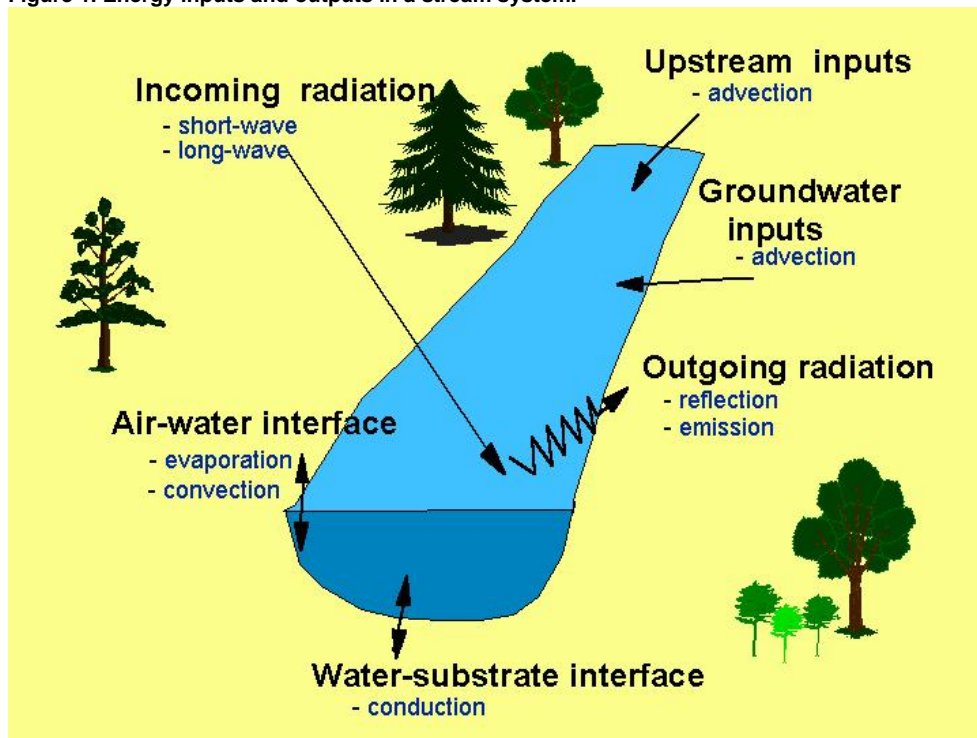 Figure 1. Energy inputs and outputs in a stream system.
Upstream inputs
- advection
Incoming radiation
- short-wave
- long-wave
Groundwater
inputs
- advection
Outgoing radiation
- reflection
- emission
Air-water interface
- evaporation
- convection
Water-substrate interface
- conduction